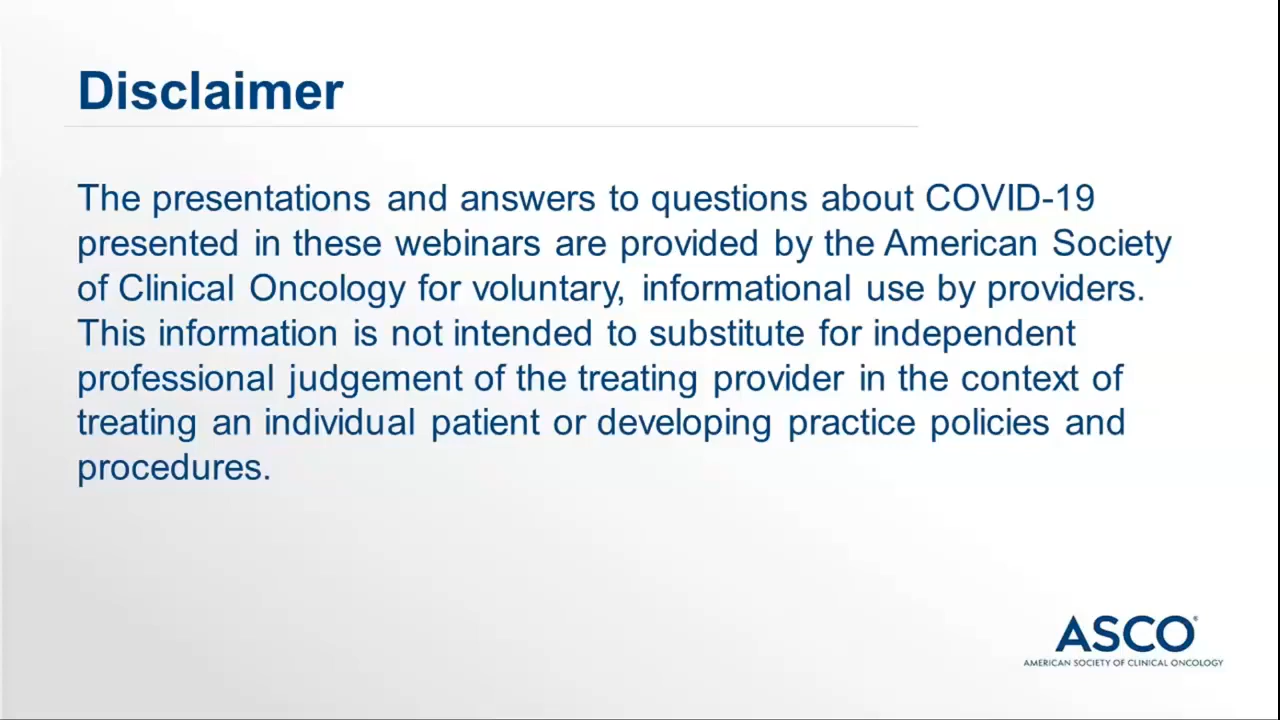 Disclaimer
The presentations and answers to questions about COVID-19
presented in these webinars are provided by the American Society
of Clinical Oncology for voluntary, informational use by providers.
This information is not intended to substitute for independent
professional judgement of the treating provider in the context of
treating an individual patient or developing practice policies and
procedures.
ASCO®
AMERICAN SOCIETY OF CLINICAL ONCOLOGY